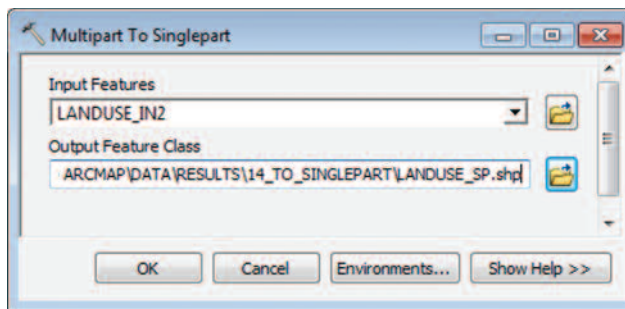 Multipart To Singlepart
Input Features
LANDUSE_IN2
Output Feature Class
ARCMAP\DATA\RESULTS\14_TO_SINGLEPART\LANDUSE_SP.shp
OK Cancel Environments... Show Help >>